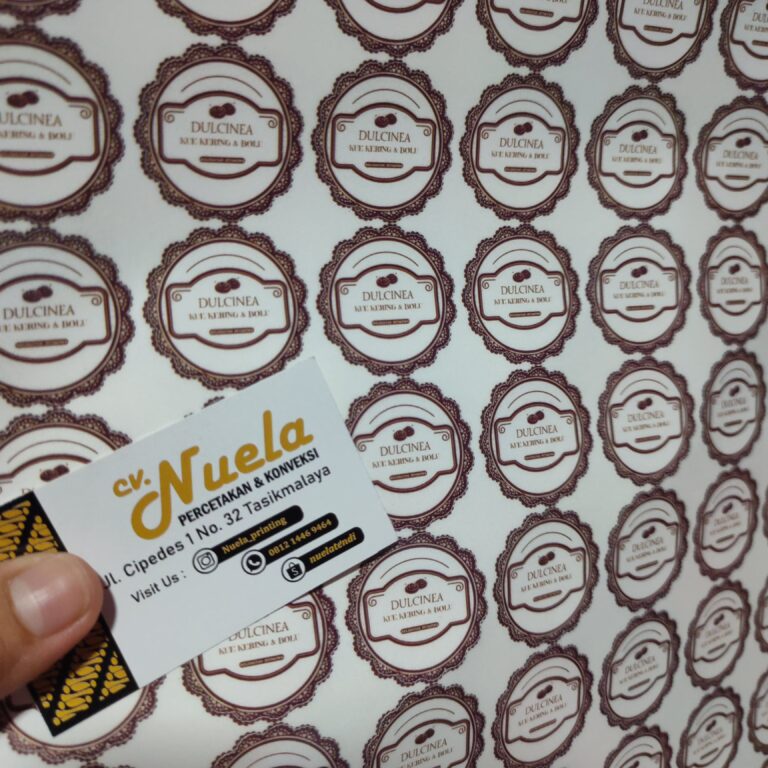 DULCINEA
KUE KERING & BOLU
CV. Nuela
PERCETAKAN & KONVEKSI
Jl. Cipedes 1 No. 32 Tasikmalaya
Visit Us :
Nuela_printing
0812 1446 9464
nuelatendi